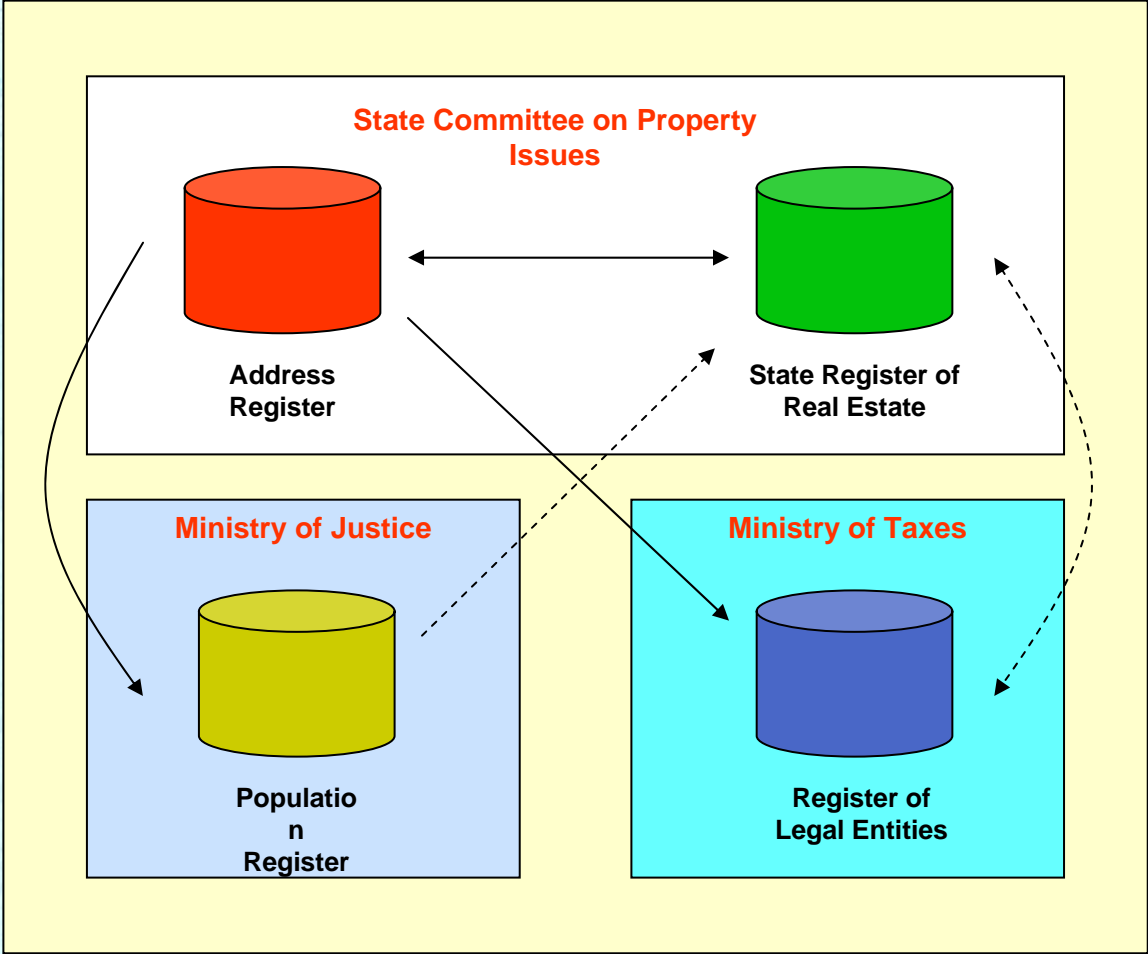 State Committee on Property
Issues
Address
Register
State Register of
Real Estate
Ministry of Justice
Ministry of Taxes
Populatio
n
Register
Register of
Legal Entities